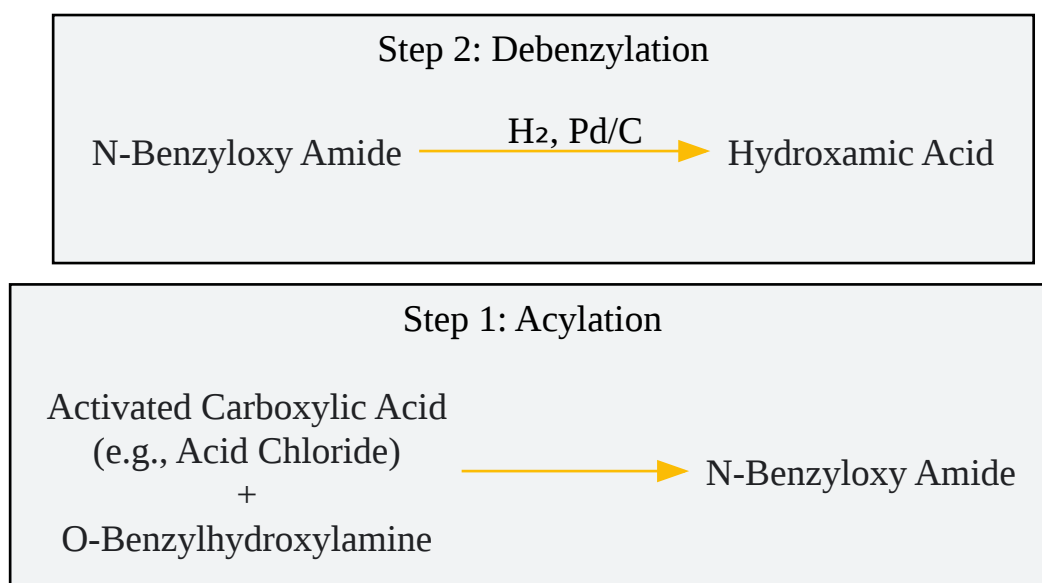 Step 2: Debenzylation
H₂, Pd/C
N-Benzyloxy Amide
Hydroxamic Acid
Step 1: Acylation
Activated Carboxylic Acid
(e.g., Acid Chloride)
+
O-Benzylhydroxylamine
N-Benzyloxy Amide